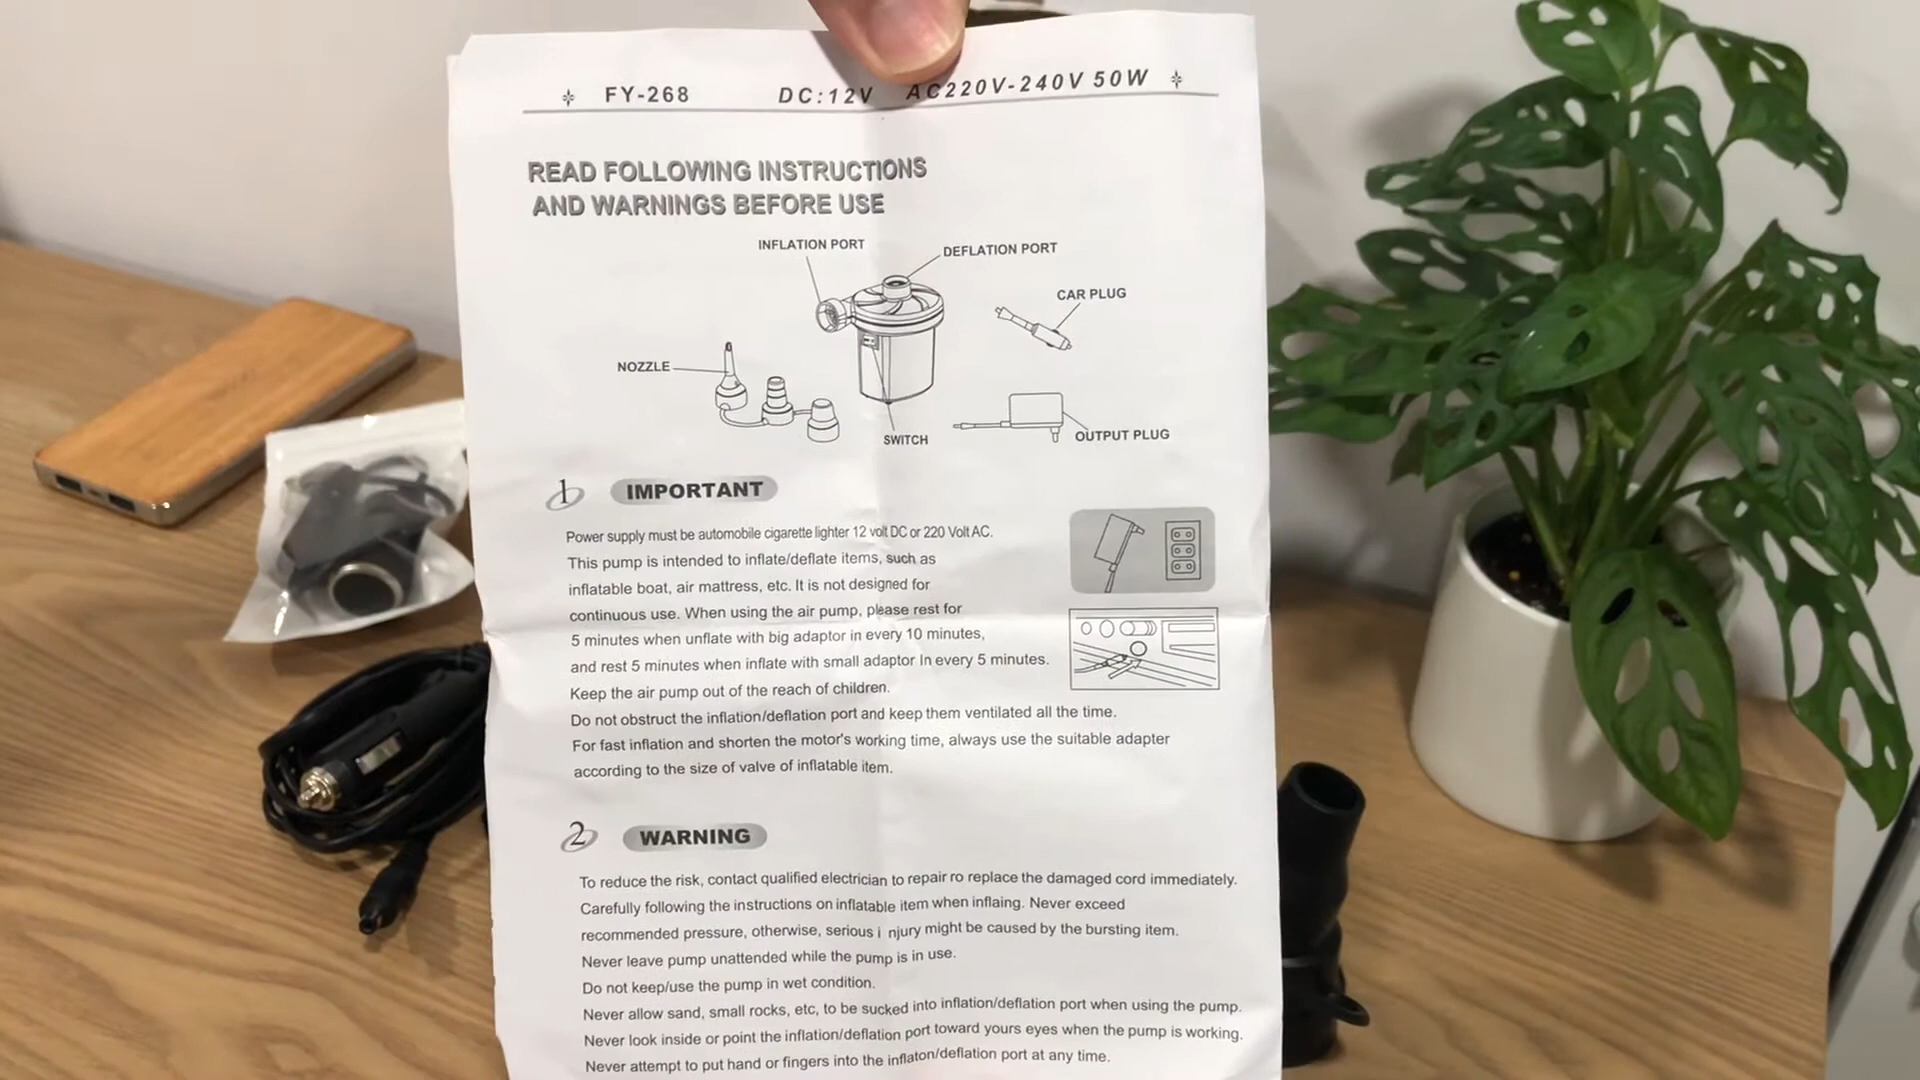 FY-268 DC:12V AC220V-240V 50W
READ FOLLOWING INSTRUCTIONS
AND WARNINGS BEFORE USE
INFLATION PORT
DEFLATION PORT
CAR PLUG
NOZZLE
SWITCH
OUTPUT PLUG
1 IMPORTANT
Power supply must be automobile cigarette lighter 12 volt DC or 220 Volt AC.
This pump is intended to inflate/deflate items, such as
inflatable boat, air mattress, etc. It is not designed for
continuous use. When using the air pump, please rest for
5 minutes when unflate with big adaptor in every 10 minutes,
and rest 5 minutes when inflate with small adaptor In every 5 minutes.
Keep the air pump out of the reach of children.
Do not obstruct the inflation/deflation port and keep them ventilated all the time.
For fast inflation and shorten the motor's working time, always use the suitable adapter
according to the size of valve of inflatable item.
2 WARNING
To reduce the risk, contact qualified electrician to repair ro replace the damaged cord immediately.
Carefully following the instructions on inflatable item when inflaing. Never exceed
recommended pressure, otherwise, serious i njury might be caused by the bursting item.
Never leave pump unattended while the pump is in use.
Do not keep/use the pump in wet condition.
Never allow sand, small rocks, etc, to be sucked into inflation/deflation port when using the pump.
Never look inside or point the inflation/deflation port toward yours eyes when the pump is working.
Never attempt to put hand or fingers into the inflaton/deflation port at any time.